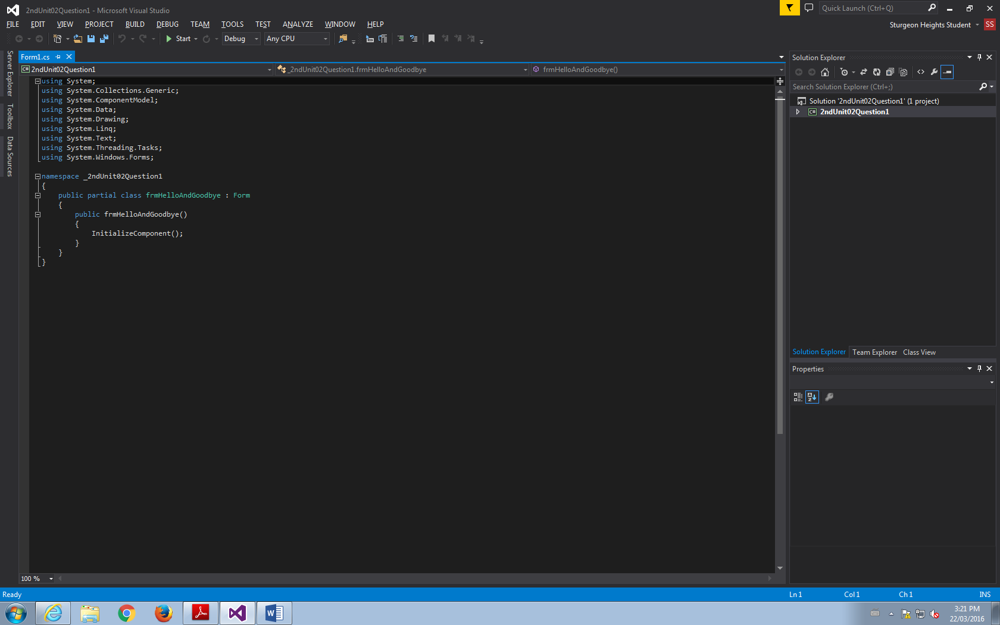 2ndUnit02Question1 - Microsoft Visual Studio
Quick Launch (Ctrl+Q)
FILE EDIT VIEW PROJECT BUILD DEBUG TEAM TOOLS TEST ANALYZE WINDOW HELP
Sturgeon Heights Student SS
Start Debug Any CPU
Server Explorer
Toolbox
Data Sources
Form1.cs
C# 2ndUnit02Question1 _2ndUnit02Question1.frmHelloAndGoodbye frmHelloAndGoodbye()
using System;
using System.Collections.Generic;
using System.ComponentModel;
using System.Data;
using System.Drawing;
using System.Linq;
using System.Text;
using System.Threading.Tasks;
using System.Windows.Forms;
namespace _2ndUnit02Question1
{
public partial class frmHelloAndGoodbye : Form
{
public frmHelloAndGoodbye()
{
InitializeComponent();
}
}
}
100 %
Solution Explorer
Search Solution Explorer (Ctrl+;)
Solution '2ndUnit02Question1' (1 project)
C# 2ndUnit02Question1
Solution Explorer Team Explorer Class View
Properties
Ready Ln 1 Col 1 Ch 1 INS
3:21 PM
22/03/2016